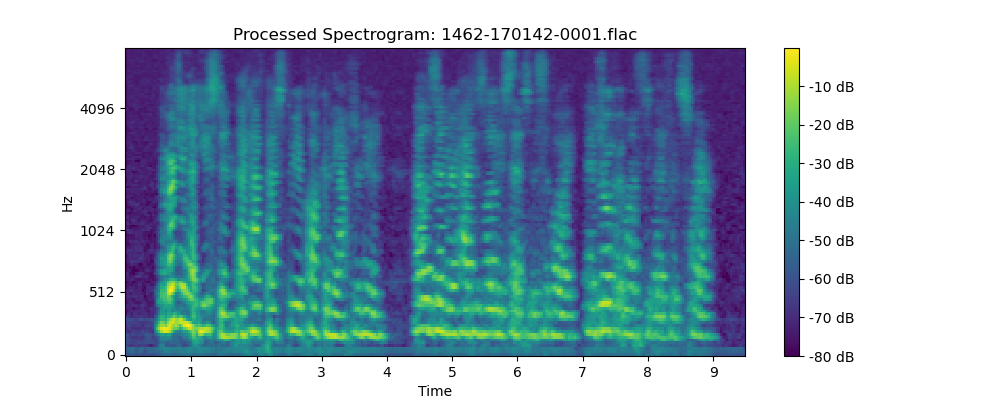 Processed Spectrogram: 1462-170142-0001.flac
Hz
4096
2048
1024
512
0
0 1 2 3 4 5 6 7 8 9
Time
-10 dB
-20 dB
-30 dB
-40 dB
-50 dB
-60 dB
-70 dB
-80 dB